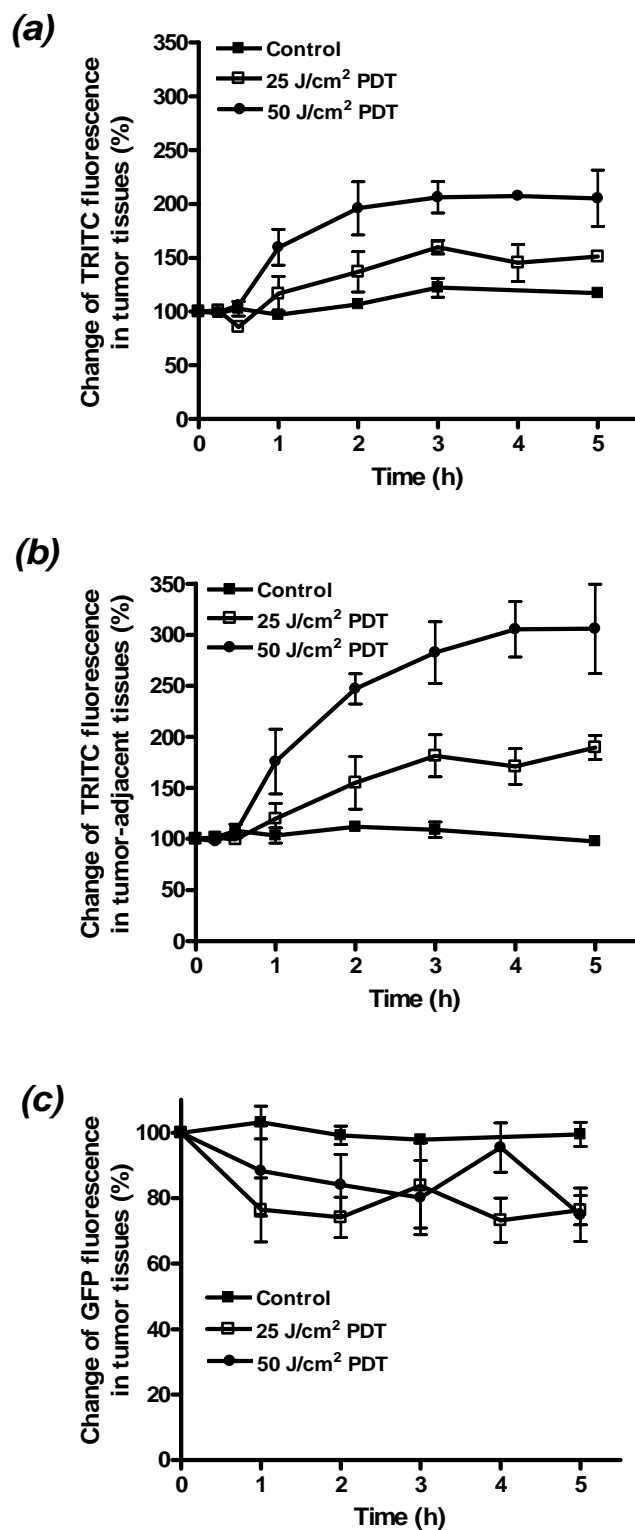 (a)
350
300
250
200
150
100
50
0
Change of TRITC fluorescence
in tumor tissues (%)
Control
25 J/cm² PDT
50 J/cm² PDT
0 1 2 3 4 5
Time (h)
(b)
350
300
250
200
150
100
50
0
Change of TRITC fluorescence
in tumor-adjacent tissues (%)
Control
25 J/cm² PDT
50 J/cm² PDT
0 1 2 3 4 5
Time (h)
(c)
100
80
60
40
20
0
Change of GFP fluorescence
in tumor tissues (%)
Control
25 J/cm² PDT
50 J/cm² PDT
0 1 2 3 4 5
Time (h)